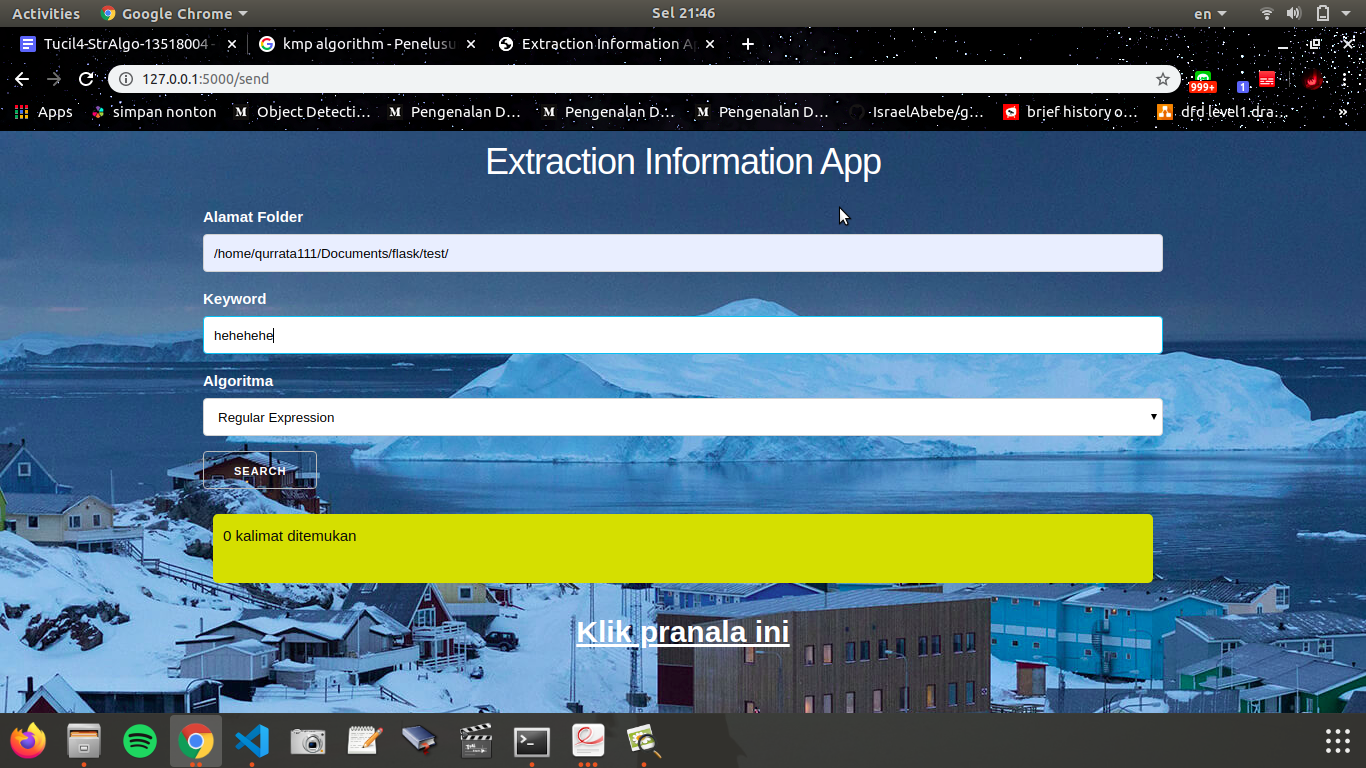 Activities
Google Chrome
Sel 21:46
en
Tucil4-StrAlgo-13518004 -
kmp algorithm - Penelusu
Extraction Information Ap
127.0.0.1:5000/send
999+
1
Apps
simpan nonton
Object Detecti…
Pengenalan D…
Pengenalan D…
Pengenalan D…
IsraelAbebe/g…
brief history o…
dfd level1.dra…
»
Extraction Information App
Alamat Folder
/home/qurrata111/Documents/flask/test/
Keyword
hehehehe
Algoritma
Regular Expression
SEARCH
0 kalimat ditemukan
Klik pranala ini